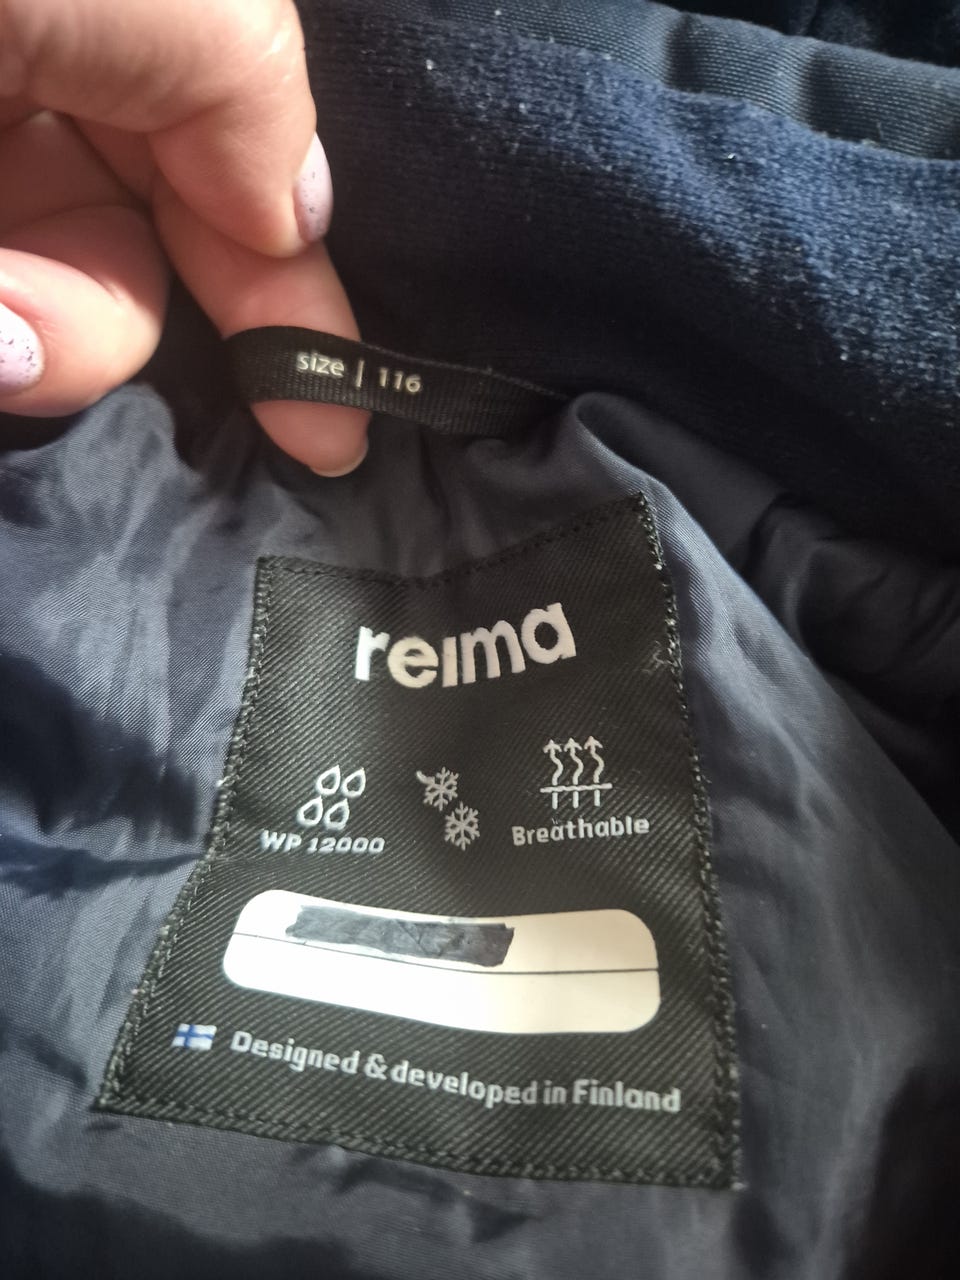 size | 116
reima
WP 12000
Breathable
Designed & developed in Finland